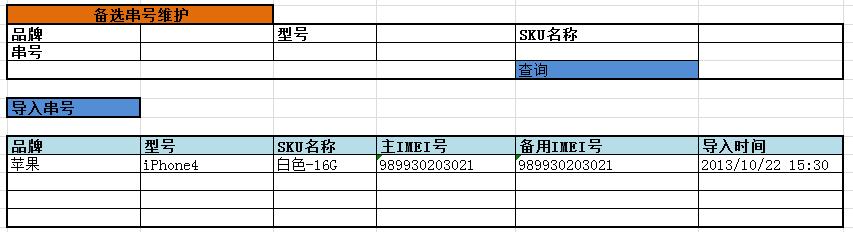 备选串号维护
品牌 型号 SKU名称
串号
查询
导入串号
品牌 型号 SKU名称 主IMEI号 备用IMEI号 导入时间
苹果 iPhone4 白色-16G 989930203021 989930203021 2013/10/22 15:30